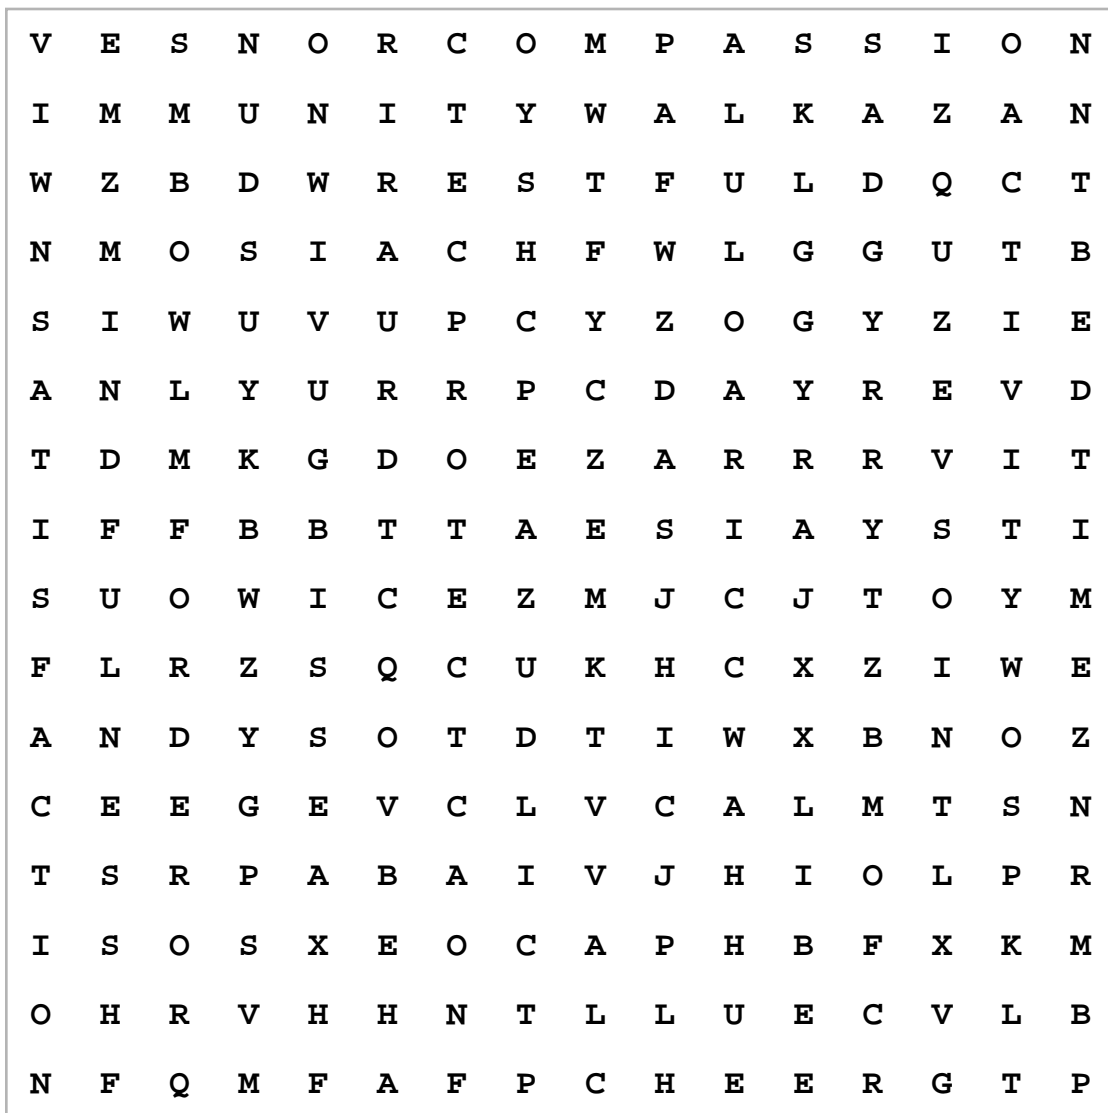 V E S N O R C O M P A S S I O N
I M M U N I T Y W A L K A Z A N
W Z B D W R E S T F U L D Q C T
N M O S I A C H F W L G G U T B
S I W U V U P C Y Z O G Y Z I E
A N L Y U R R P C D A Y R E V D
T D M K G D O E Z A R R R V I T
I F F B B T T A E S I A Y S T I
S U O W I C E Z M J C J T O Y M
F L R Z S Q C U K H C X Z I W E
A N D Y S O T D T I W X B N O Z
C E E G E V C L V C A L M T S N
T S R P A B A I V J H I O L P R
I S O S X E O C A P H B F X K M
O H R V H H N T L L U E C V L B
N F Q M F A F P C H E E R G T P